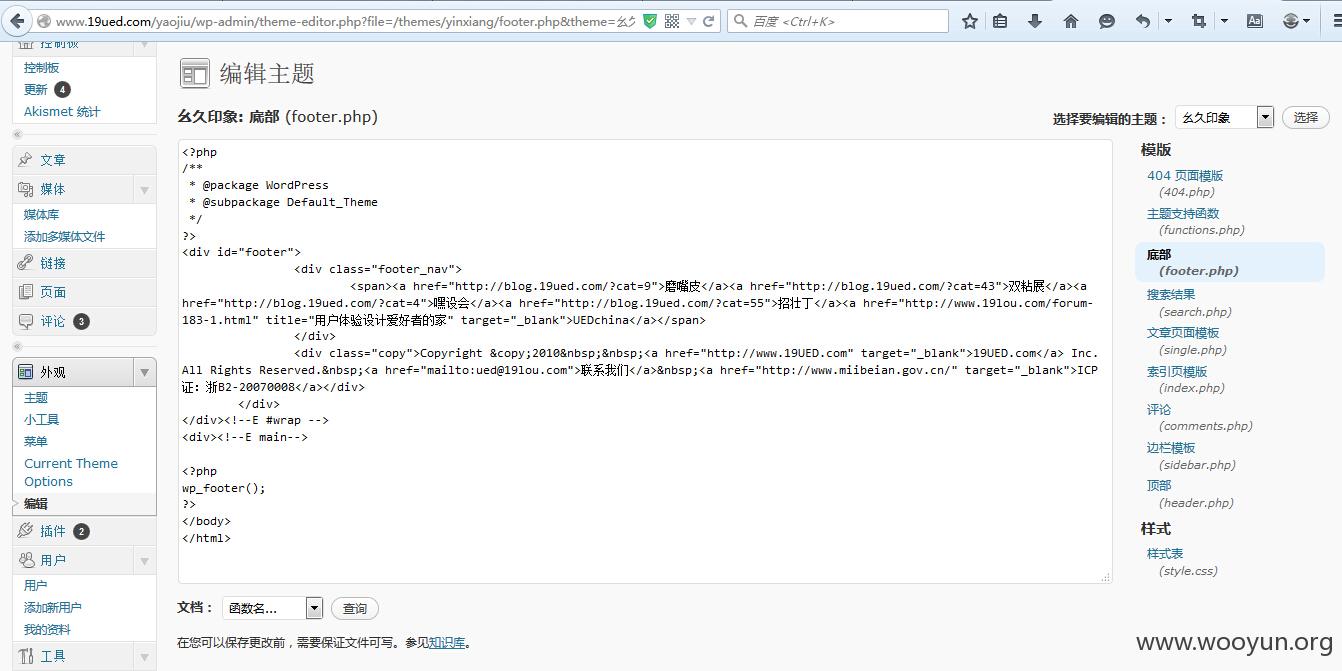 www.19ued.com/yaojiu/wp-admin/theme-editor.php?file=/themes/yinxiang/footer.php&theme=幺久
百度 <Ctrl+K>
控制板
控制板
更新 4
Akismet 统计
文章
媒体
媒体库
添加多媒体文件
链接
页面
评论 3
外观
主题
小工具
菜单
Current Theme
Options
编辑
插件 2
用户
用户
添加新用户
我的资料
工具
编辑主题
幺久印象: 底部 (footer.php)
选择要编辑的主题：
幺久印象
选择
<?php
/**
 * @package WordPress
 * @subpackage Default_Theme
 */
?>
<div id="footer">
<div class="footer_nav">
<span><a href="http://blog.19ued.com/?cat=9">磨嘴皮</a><a href="http://blog.19ued.com/?cat=43">双粘展</a><a
href="http://blog.19ued.com/?cat=4">嘿设会</a><a href="http://blog.19ued.com/?cat=55">招壮丁</a><a href="http://www.19lou.com/forum-
183-1.html" title="用户体验设计爱好者的家" target="_blank">UEDchina</a></span>
</div>
<div class="copy">Copyright &copy;2010&nbsp;&nbsp;<a href="http://www.19UED.com" target="_blank">19UED.com</a> Inc.
All Rights Reserved.&nbsp;<a href="mailto:ued@19lou.com">联系我们</a>&nbsp;<a href="http://www.miibeian.gov.cn/" target="_blank">ICP
证：浙B2-20070008</a></div>
</div>
</div><!--E #wrap -->
<div><!--E main-->
<?php
wp_footer();
?>
</body>
</html>
文档：
函数名...
查询
在您可以保存更改前，需要保证文件可写。参见知识库。
模版
404 页面模版
(404.php)
主题支持函数
(functions.php)
底部
(footer.php)
搜索结果
(search.php)
文章页面模板
(single.php)
索引页模版
(index.php)
评论
(comments.php)
边栏模板
(sidebar.php)
顶部
(header.php)
样式
样式表
(style.css)
www.wooyun.org